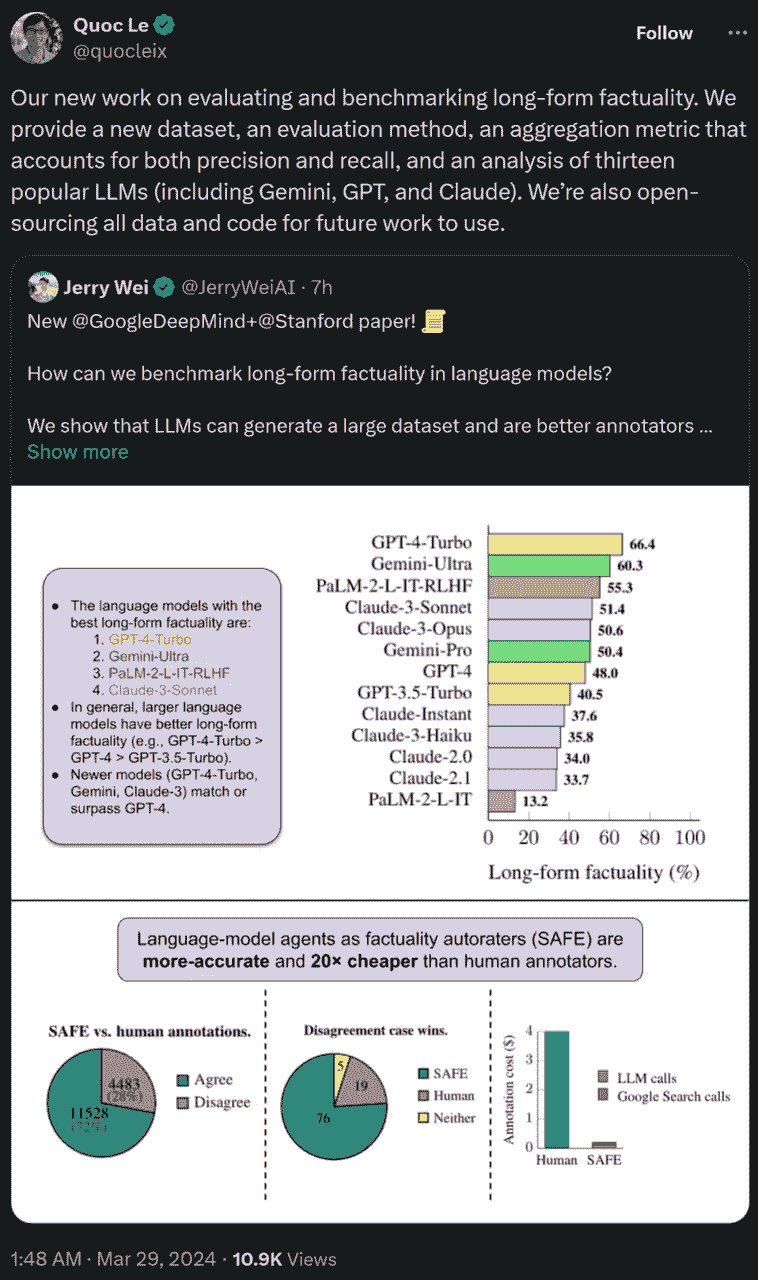 Quoc Le
@quocleix
Follow
Our new work on evaluating and benchmarking long-form factuality. We
provide a new dataset, an evaluation method, an aggregation metric that
accounts for both precision and recall, and an analysis of thirteen
popular LLMs (including Gemini, GPT, and Claude). We’re also open-
sourcing all data and code for future work to use.
Jerry Wei @JerryWeiAI · 7h
New @GoogleDeepMind+@Stanford paper! 📜
How can we benchmark long-form factuality in language models?
We show that LLMs can generate a large dataset and are better annotators ...
Show more
• The language models with the
best long-form factuality are:
1. GPT-4-Turbo
2. Gemini-Ultra
3. PaLM-2-L-IT-RLHF
4. Claude-3-Sonnet
• In general, larger language
models have better long-form
factuality (e.g., GPT-4-Turbo >
GPT-4 > GPT-3.5-Turbo).
• Newer models (GPT-4-Turbo,
Gemini, Claude-3) match or
surpass GPT-4.
GPT-4-Turbo 66.4
Gemini-Ultra 60.3
PaLM-2-L-IT-RLHF 55.3
Claude-3-Sonnet 51.4
Claude-3-Opus 50.6
Gemini-Pro 50.4
GPT-4 48.0
GPT-3.5-Turbo 40.5
Claude-Instant 37.6
Claude-3-Haiku 35.8
Claude-2.0 34.0
Claude-2.1 33.7
PaLM-2-L-IT 13.2
0 20 40 60 80 100
Long-form factuality (%)
Language-model agents as factuality autoraters (SAFE) are
more-accurate and 20× cheaper than human annotators.
SAFE vs. human annotations.
4483
(28%)
11528
(72%)
Agree
Disagree
Disagreement case wins.
5
19
76
SAFE
Human
Neither
Annotation cost ($)
4
3
2
1
0
Human SAFE
LLM calls
Google Search calls
1:48 AM · Mar 29, 2024 · 10.9K Views